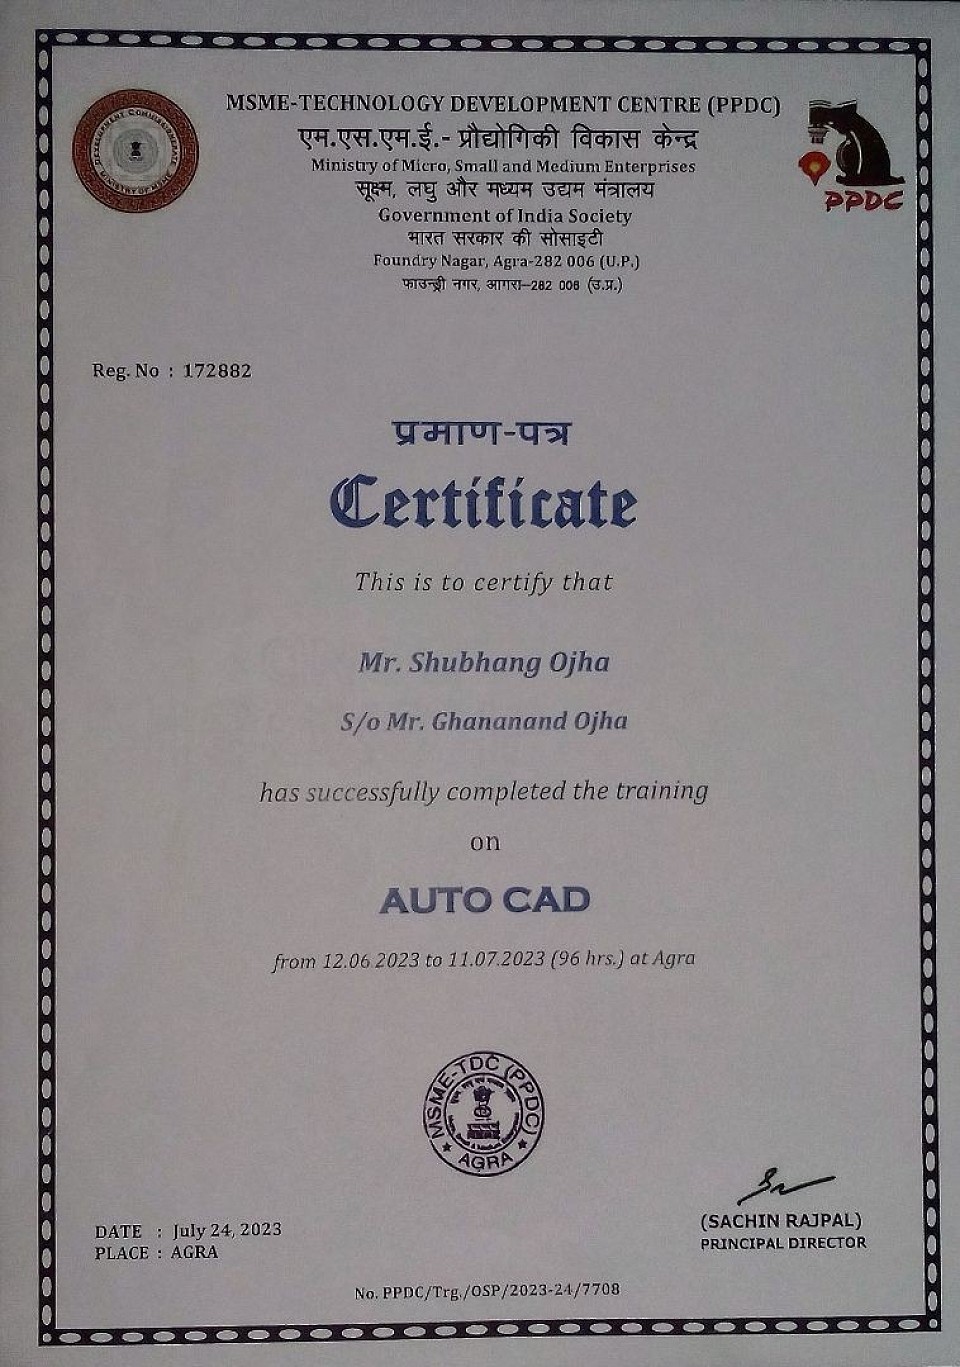 MSME-TECHNOLOGY DEVELOPMENT CENTRE (PPDC)
एम.एस.एम.ई.- प्रौद्योगिकी विकास केन्द्र
Ministry of Micro, Small and Medium Enterprises
सूक्ष्म, लघु और मध्यम उद्यम मंत्रालय
Government of India Society
भारत सरकार की सोसाइटी
Foundry Nagar, Agra-282 006 (U.P.)
फाउन्ड्री नगर, आगरा–282 006 (उ.प्र.)
PPDC
Reg. No : 172882
प्रमाण-पत्र
Certificate
This is to certify that
Mr. Shubhang Ojha
S/o Mr. Ghananand Ojha
has successfully completed the training
on
AUTO CAD
from 12.06.2023 to 11.07.2023 (96 hrs.) at Agra
MSME-TDC (PPDC)
AGRA
(SACHIN RAJPAL)
PRINCIPAL DIRECTOR
DATE : July 24, 2023
PLACE : AGRA
No. PPDC/Trg./OSP/2023-24/7708